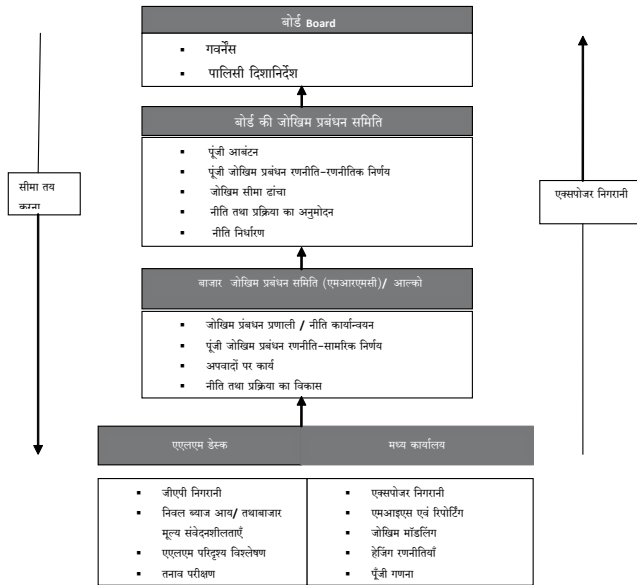 बोर्ड Board
▪ गवर्नेंस
▪ पालिसी दिशानिर्देश
बोर्ड की जोखिम प्रबंधन समिति
▪ पूंजी आबंटन
▪ पूंजी जोखिम प्रबंधन रणनीति-रणनीतिक निर्णय
▪ जोखिम सीमा ढांचा
▪ नीति तथा प्रक्रिया का अनुमोदन
▪ नीति निर्धारण
सीमा तय
करना
एक्सपोजर निगरानी
बाजार जोखिम प्रबंधन समिति (एमआरएमसी)/ आल्को
▪ जोखिम प्रंबंधन प्रणाली / नीति कार्यान्वयन
▪ पूंजी जोखिम प्रबंधन रणनीति-सामरिक निर्णय
▪ अपवादों पर कार्य
▪ नीति तथा प्रक्रिया का विकास
एएलएम डेस्क
▪ जीएपी निगरानी
▪ निवल ब्याज आय/ तथाबाजार
मूल्य संवेदनशीलताएँ
▪ एएलएम परिदृश्य विश्लेषण
▪ तनाव परीक्षण
मध्य कार्यालय
▪ एक्सपोजर निगरानी
▪ एमआइएस एवं रिपोर्टिंग
▪ जोखिम मॉडलिंग
▪ हेजिंग रणनीतियाँ
▪ पूँजी गणना